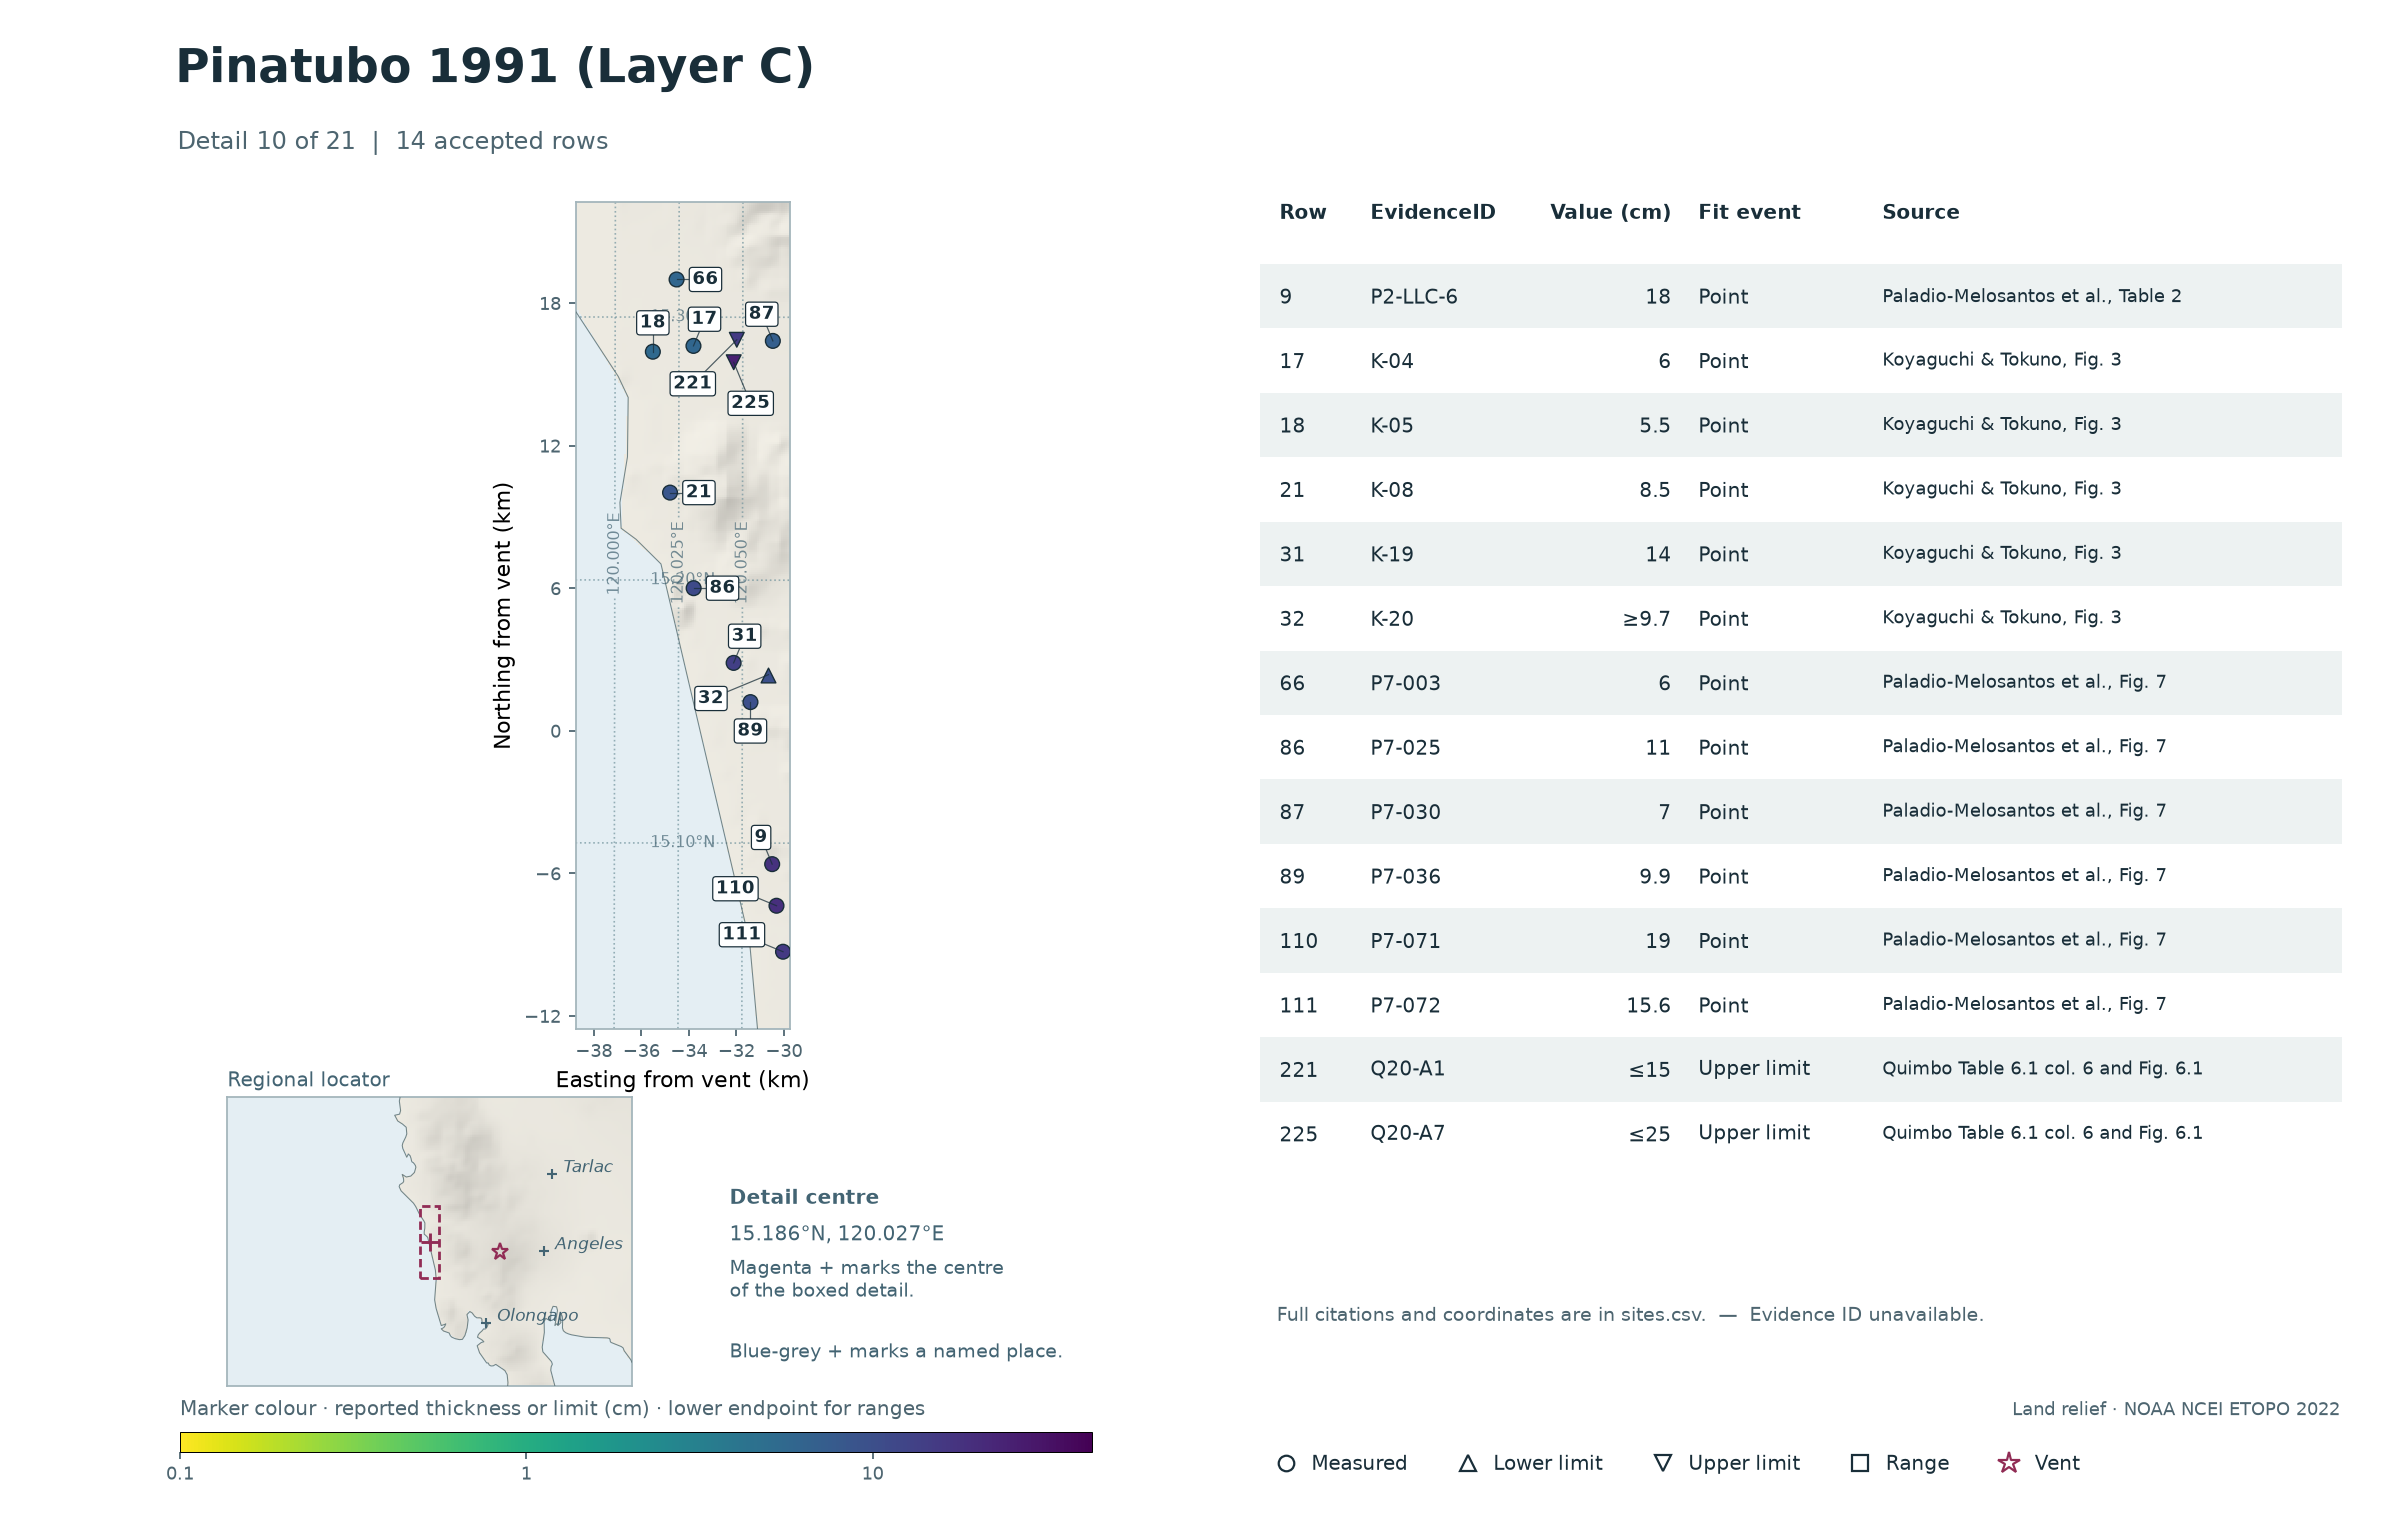 Pinatubo 1991 (Layer C)
Detail 10 of 21 | 14 accepted rows
Row EvidenceID Value (cm) Fit event Source
9 P2-LLC-6 18 Point Paladio-Melosantos et al., Table 2
17 K-04 6 Point Koyaguchi & Tokuno, Fig. 3
18 K-05 5.5 Point Koyaguchi & Tokuno, Fig. 3
21 K-08 8.5 Point Koyaguchi & Tokuno, Fig. 3
31 K-19 14 Point Koyaguchi & Tokuno, Fig. 3
32 K-20 ≥9.7 Point Koyaguchi & Tokuno, Fig. 3
66 P7-003 6 Point Paladio-Melosantos et al., Fig. 7
86 P7-025 11 Point Paladio-Melosantos et al., Fig. 7
87 P7-030 7 Point Paladio-Melosantos et al., Fig. 7
89 P7-036 9.9 Point Paladio-Melosantos et al., Fig. 7
110 P7-071 19 Point Paladio-Melosantos et al., Fig. 7
111 P7-072 15.6 Point Paladio-Melosantos et al., Fig. 7
221 Q20-A1 ≤15 Upper limit Quimbo Table 6.1 col. 6 and Fig. 6.1
225 Q20-A7 ≤25 Upper limit Quimbo Table 6.1 col. 6 and Fig. 6.1
Northing from vent (km)
18
12
6
0
−6
−12
66
18
17
87
221
225
21
120.000°E
120.025°E
120.050°E
15.20°N
86
31
32
89
15.10°N
9
110
111
−38 −36 −34 −32 −30
Easting from vent (km)
Regional locator
Tarlac
Angeles
Olongapo
Detail centre
15.186°N, 120.027°E
Magenta + marks the centre
of the boxed detail.
Blue-grey + marks a named place.
Full citations and coordinates are in sites.csv. — Evidence ID unavailable.
Marker colour · reported thickness or limit (cm) · lower endpoint for ranges
0.1 1 10
Land relief · NOAA NCEI ETOPO 2022
Measured Lower limit Upper limit Range Vent